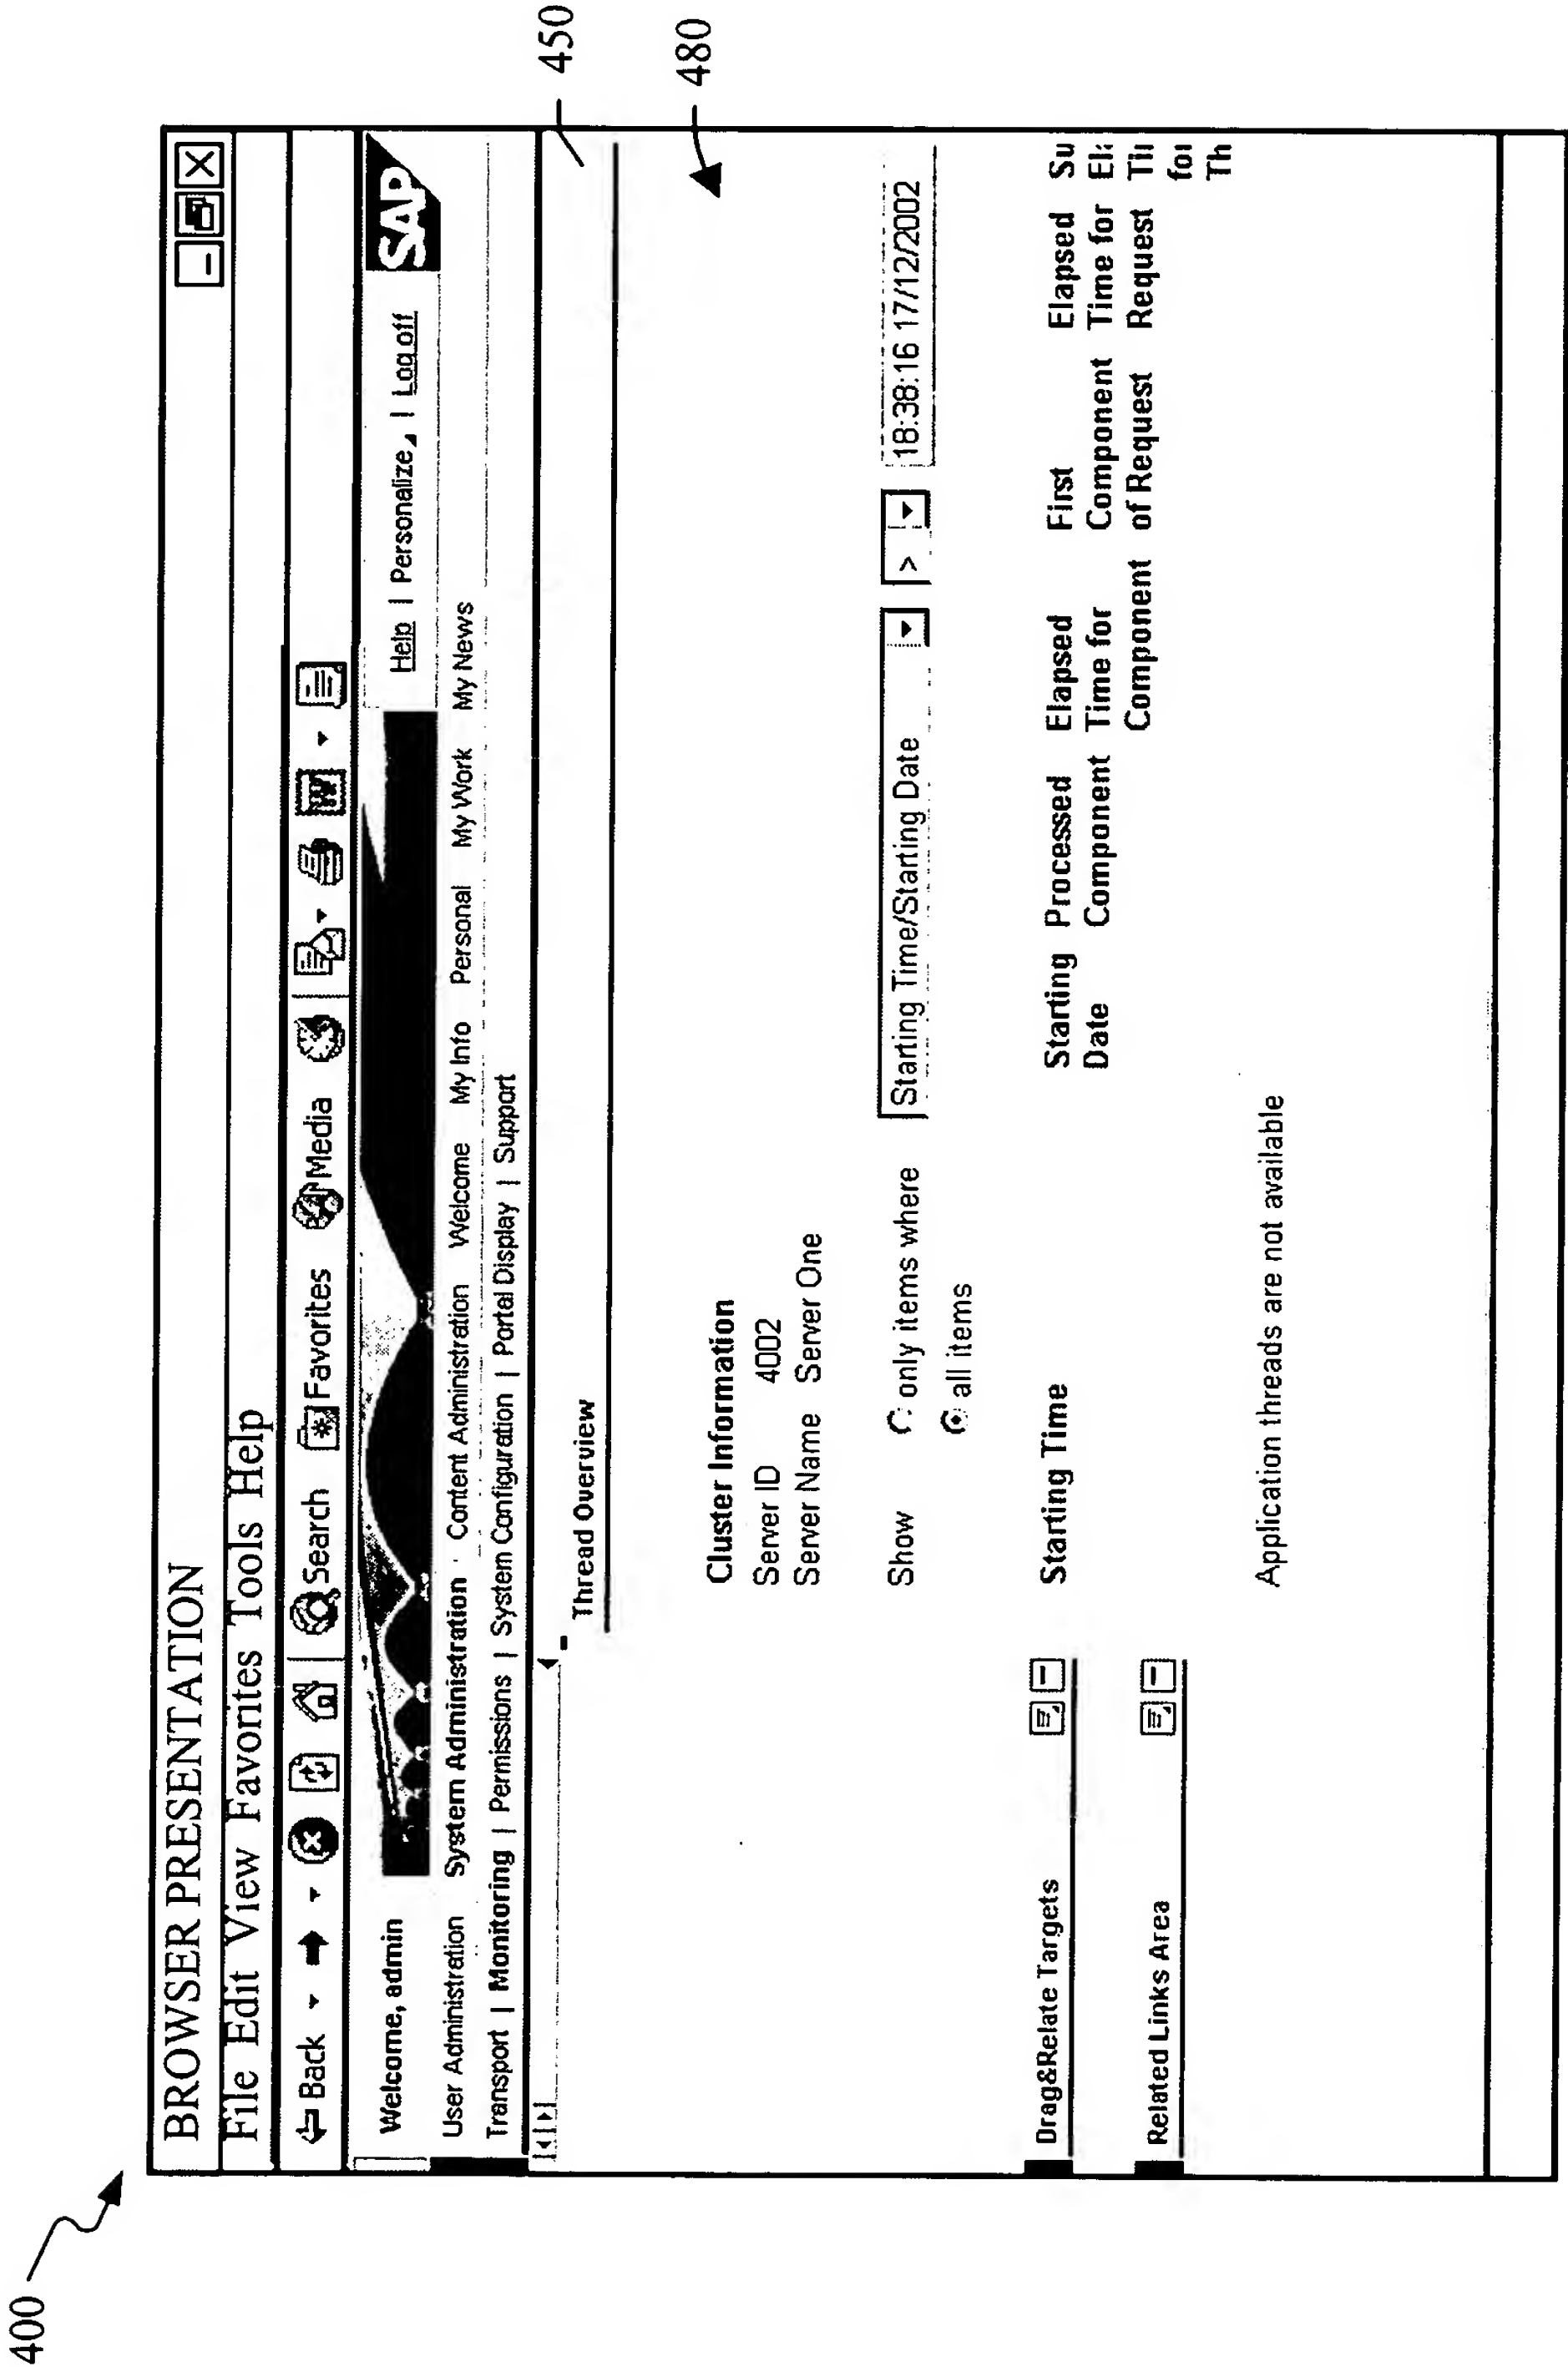 400
BROWSER PRESENTATION
File Edit View Favorites Tools Help
Back Search Favorites Media W
Welcome, admin Help | Personalize | Log off SAP
User Administration System Administration Content Administration Welcome My Info Personal My Work My News
Transport | Monitoring | Permissions | System Configuration | Portal Display | Support
Thread Overview
450
480
Cluster Information
Server ID 4002
Server Name Server One
Show only items where Starting Time/Starting Date > 18:38:16 17/12/2002
all items
Drag&Relate Targets
Related Links Area
Starting Time Starting Processed Elapsed First Elapsed Su
Date Component Time for Component Time for Ela
Component of Request Request Thr
for
Th
Application threads are not available